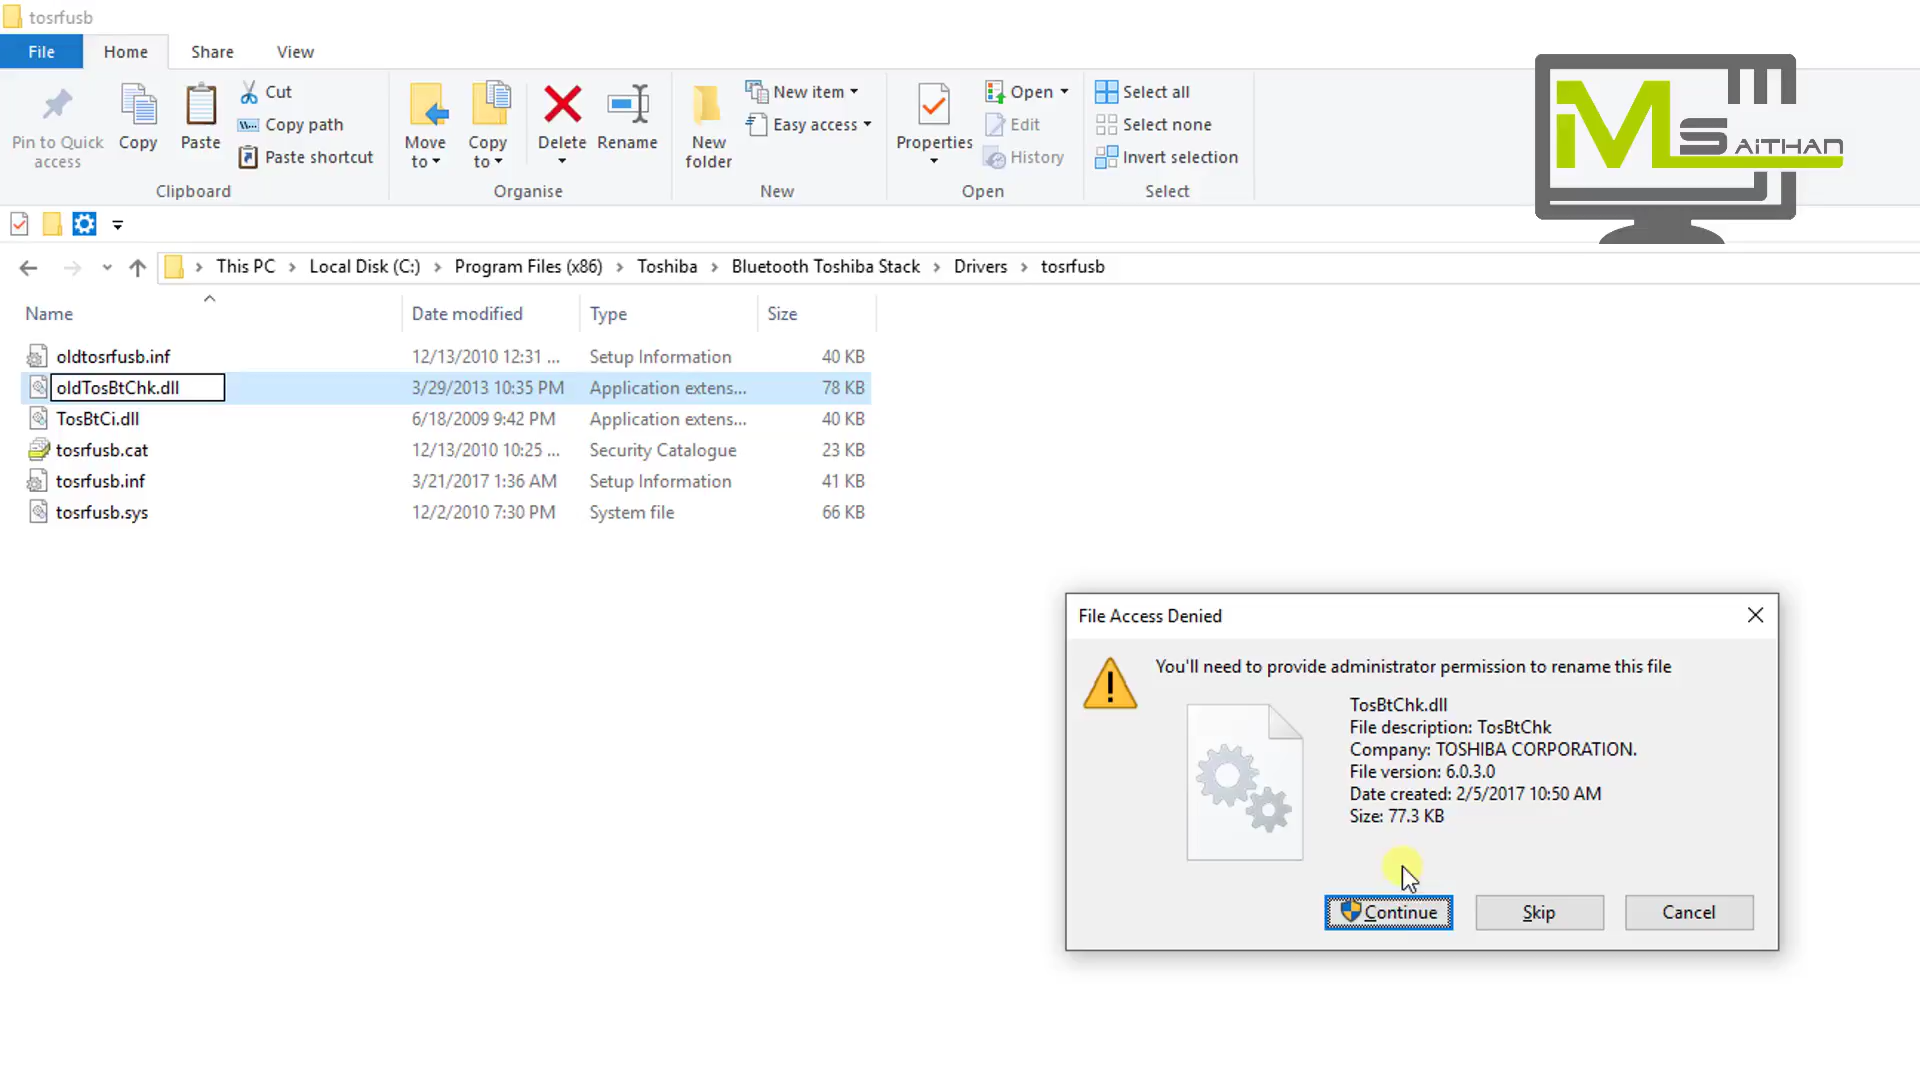 tosrfusb
File Home Share View
Pin to Quick access
Copy
Paste
Cut
Copy path
Paste shortcut
Clipboard
Move to
Copy to
Delete
Rename
Organise
New folder
New item
Easy access
New
Properties
Open
Edit
History
Open
Select all
Select none
Invert selection
Select
iMSAiTHAN
This PC > Local Disk (C:) > Program Files (x86) > Toshiba > Bluetooth Toshiba Stack > Drivers > tosrfusb
Name Date modified Type Size
oldtosrfusb.inf 12/13/2010 12:31 ... Setup Information 40 KB
oldTosBtChk.dll 3/29/2013 10:35 PM Application extens... 78 KB
TosBtCi.dll 6/18/2009 9:42 PM Application extens... 40 KB
tosrfusb.cat 12/13/2010 10:25 ... Security Catalogue 23 KB
tosrfusb.inf 3/21/2017 1:36 AM Setup Information 41 KB
tosrfusb.sys 12/2/2010 7:30 PM System file 66 KB
File Access Denied
You'll need to provide administrator permission to rename this file
TosBtChk.dll
File description: TosBtChk
Company: TOSHIBA CORPORATION.
File version: 6.0.3.0
Date created: 2/5/2017 10:50 AM
Size: 77.3 KB
Continue Skip Cancel